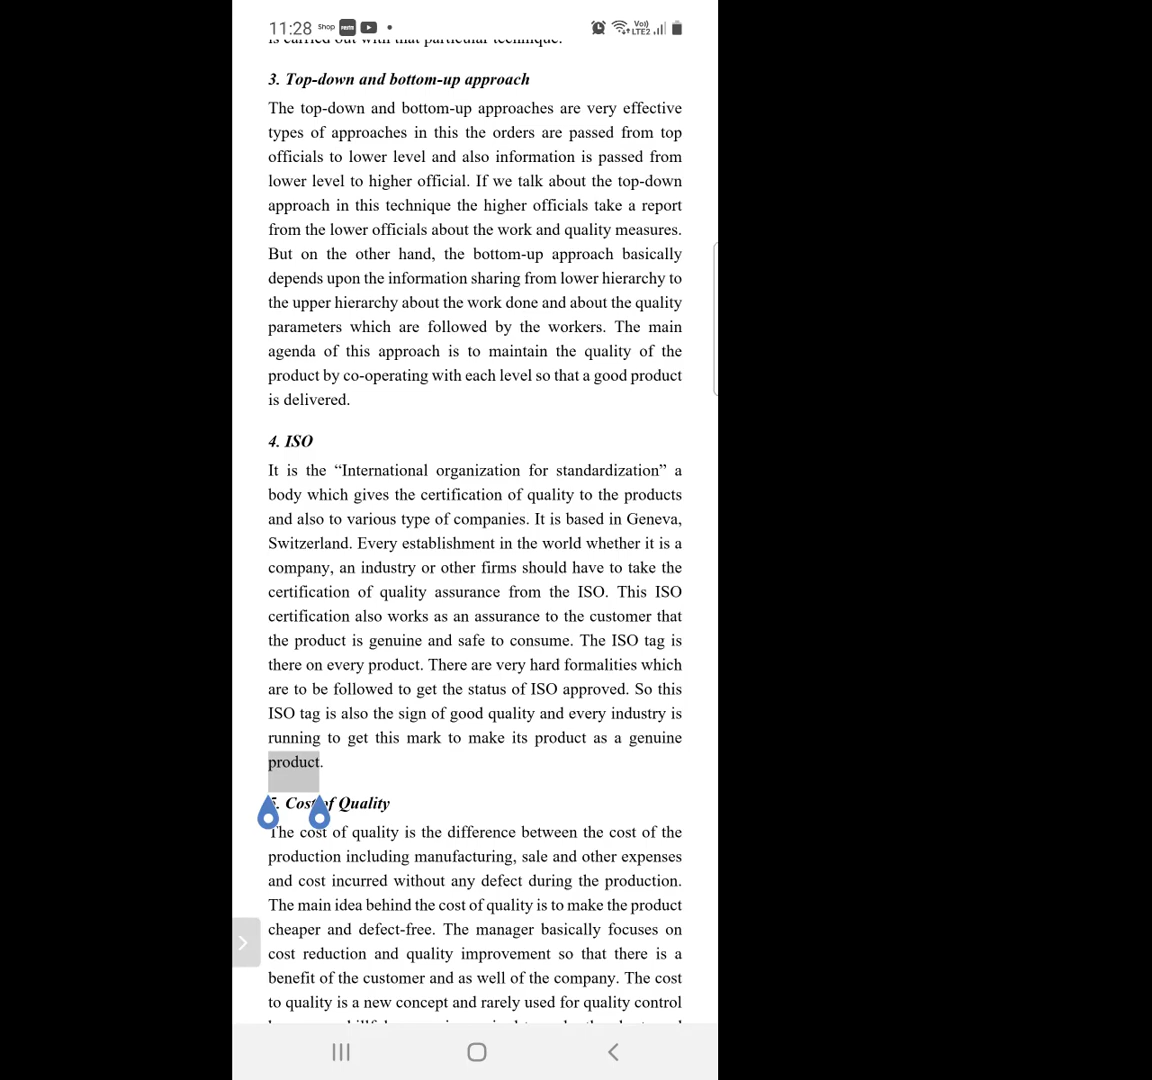 11:28 Shop
Vo))
LTE2
is carried out with that particular technique.
3. Top-down and bottom-up approach
The top-down and bottom-up approaches are very effective
types of approaches in this the orders are passed from top
officials to lower level and also information is passed from
lower level to higher official. If we talk about the top-down
approach in this technique the higher officials take a report
from the lower officials about the work and quality measures.
But on the other hand, the bottom-up approach basically
depends upon the information sharing from lower hierarchy to
the upper hierarchy about the work done and about the quality
parameters which are followed by the workers. The main
agenda of this approach is to maintain the quality of the
product by co-operating with each level so that a good product
is delivered.
4. ISO
It is the “International organization for standardization” a
body which gives the certification of quality to the products
and also to various type of companies. It is based in Geneva,
Switzerland. Every establishment in the world whether it is a
company, an industry or other firms should have to take the
certification of quality assurance from the ISO. This ISO
certification also works as an assurance to the customer that
the product is genuine and safe to consume. The ISO tag is
there on every product. There are very hard formalities which
are to be followed to get the status of ISO approved. So this
ISO tag is also the sign of good quality and every industry is
running to get this mark to make its product as a genuine
product.
5. Cost of Quality
The cost of quality is the difference between the cost of the
production including manufacturing, sale and other expenses
and cost incurred without any defect during the production.
The main idea behind the cost of quality is to make the product
cheaper and defect-free. The manager basically focuses on
cost reduction and quality improvement so that there is a
benefit of the customer and as well of the company. The cost
to quality is a new concept and rarely used for quality control